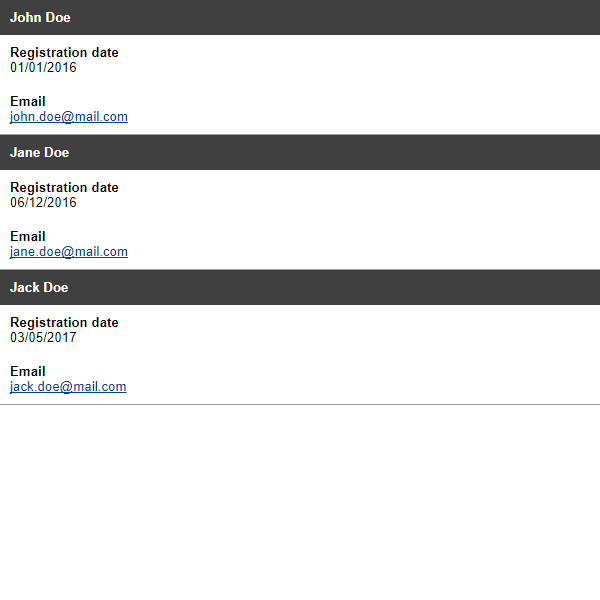 John Doe
Registration date
01/01/2016
Email
john.doe@mail.com
Jane Doe
Registration date
06/12/2016
Email
jane.doe@mail.com
Jack Doe
Registration date
03/05/2017
Email
jack.doe@mail.com